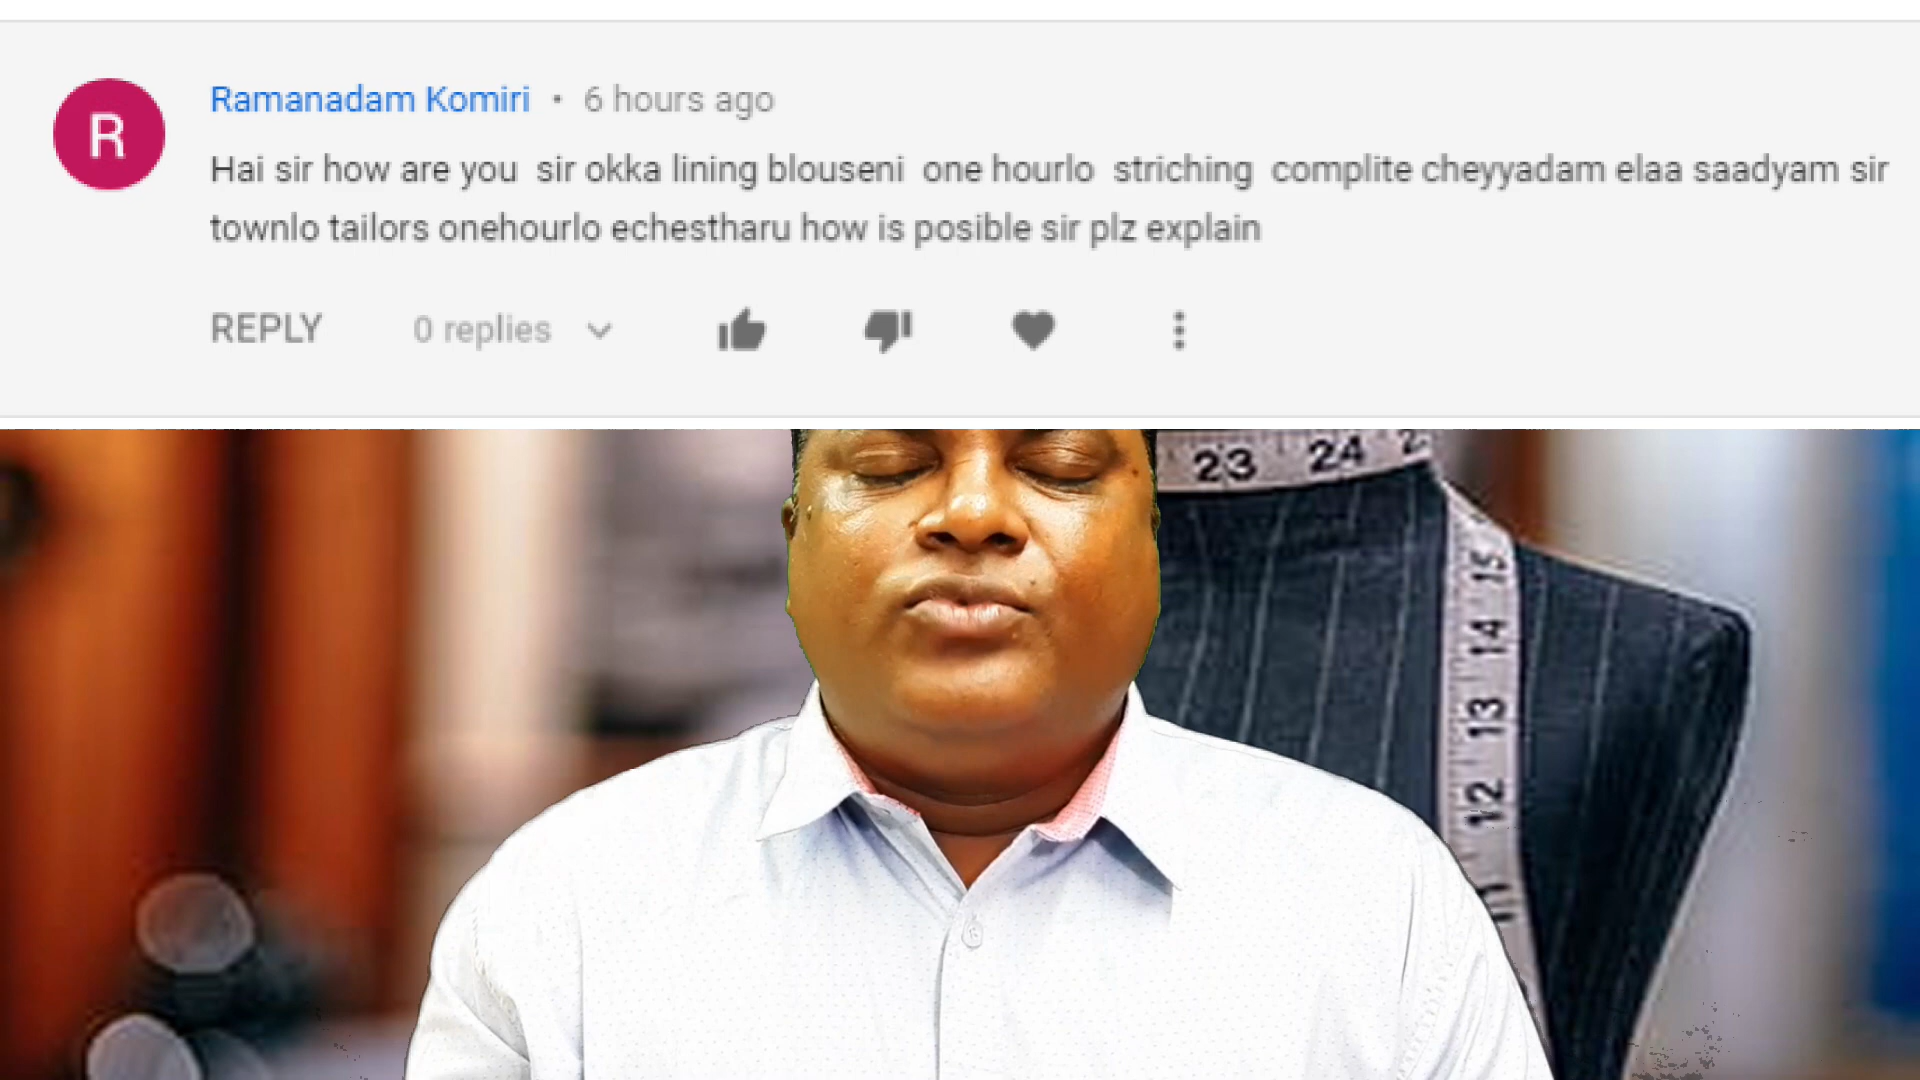 R
Ramanadam Komiri • 6 hours ago
Hai sir how are you sir okka lining blouseni one hourlo striching complite cheyyadam elaa saadyam sir
townlo tailors onehourlo echestharu how is posible sir plz explain
REPLY 0 replies
23 24 2
15
14
13
12
11